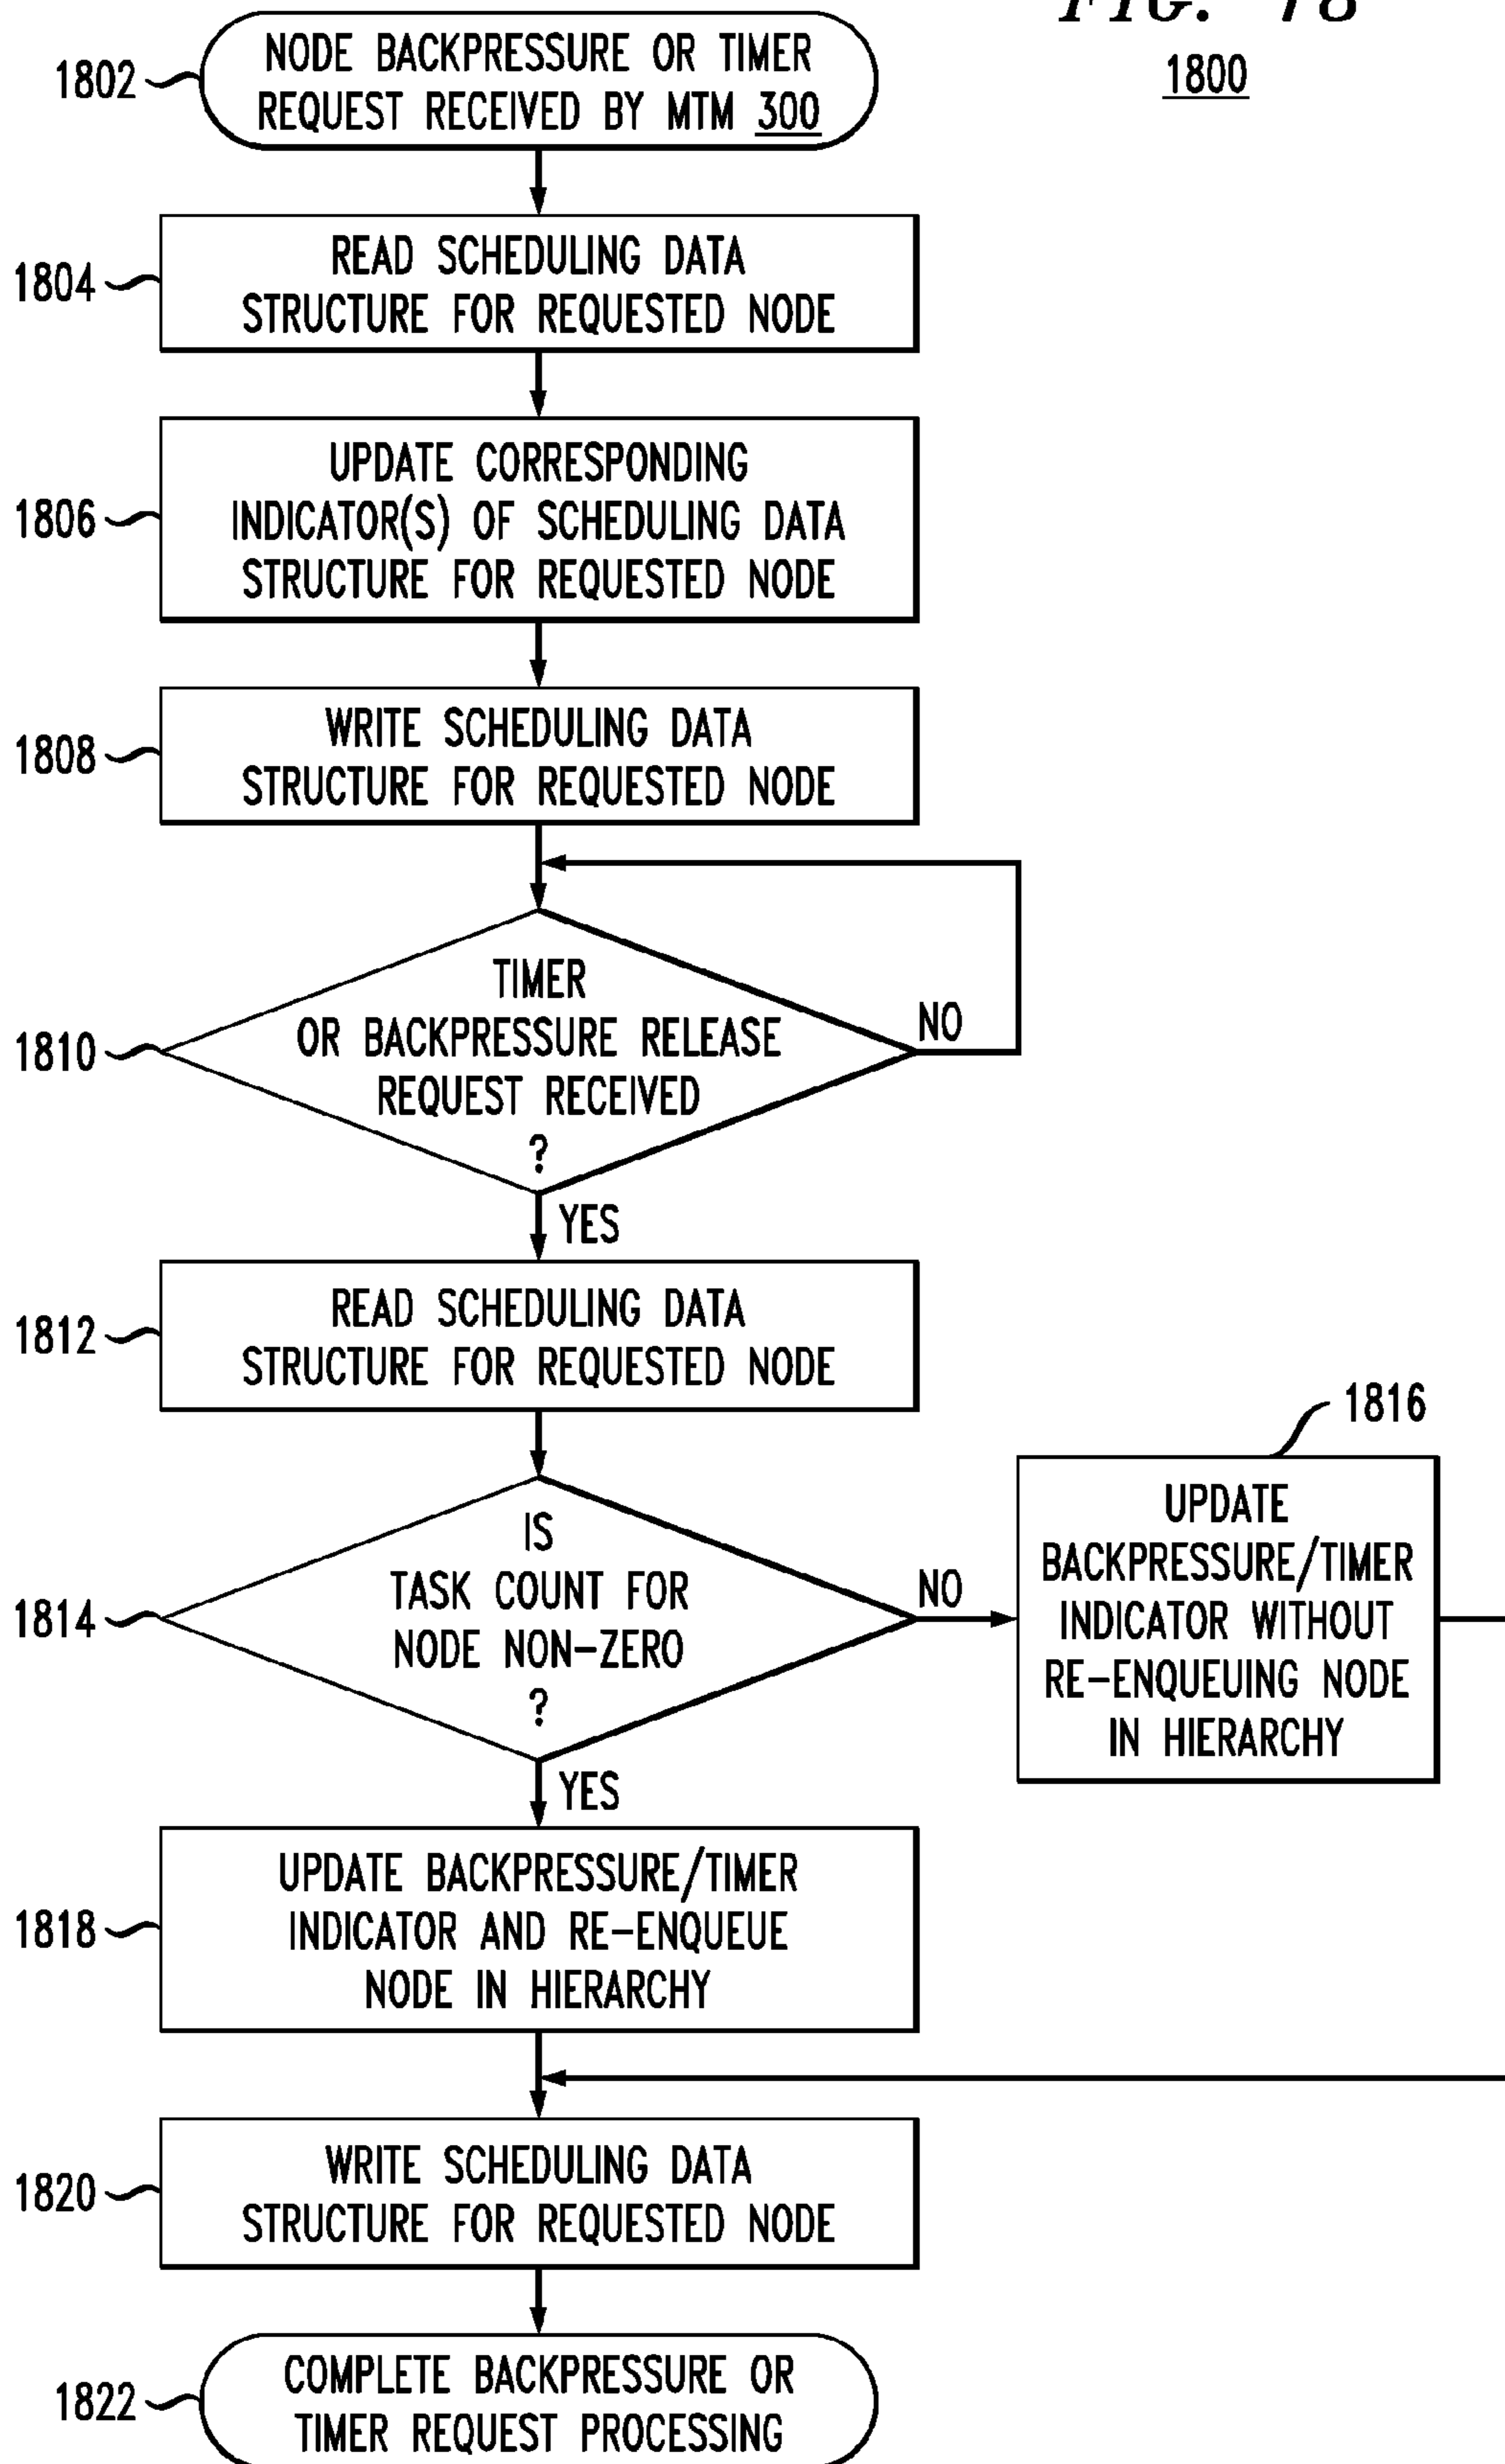 FIG. 18
1800
1802
NODE BACKPRESSURE OR TIMER
REQUEST RECEIVED BY MTM 300
1804
READ SCHEDULING DATA
STRUCTURE FOR REQUESTED NODE
1806
UPDATE CORRESPONDING
INDICATOR(S) OF SCHEDULING DATA
STRUCTURE FOR REQUESTED NODE
1808
WRITE SCHEDULING DATA
STRUCTURE FOR REQUESTED NODE
1810
TIMER
OR BACKPRESSURE RELEASE
REQUEST RECEIVED
?
NO
YES
1812
READ SCHEDULING DATA
STRUCTURE FOR REQUESTED NODE
1814
IS
TASK COUNT FOR
NODE NON-ZERO
?
NO
YES
1816
UPDATE
BACKPRESSURE/TIMER
INDICATOR WITHOUT
RE-ENQUEUING NODE
IN HIERARCHY
1818
UPDATE BACKPRESSURE/TIMER
INDICATOR AND RE-ENQUEUE
NODE IN HIERARCHY
1820
WRITE SCHEDULING DATA
STRUCTURE FOR REQUESTED NODE
1822
COMPLETE BACKPRESSURE OR
TIMER REQUEST PROCESSING